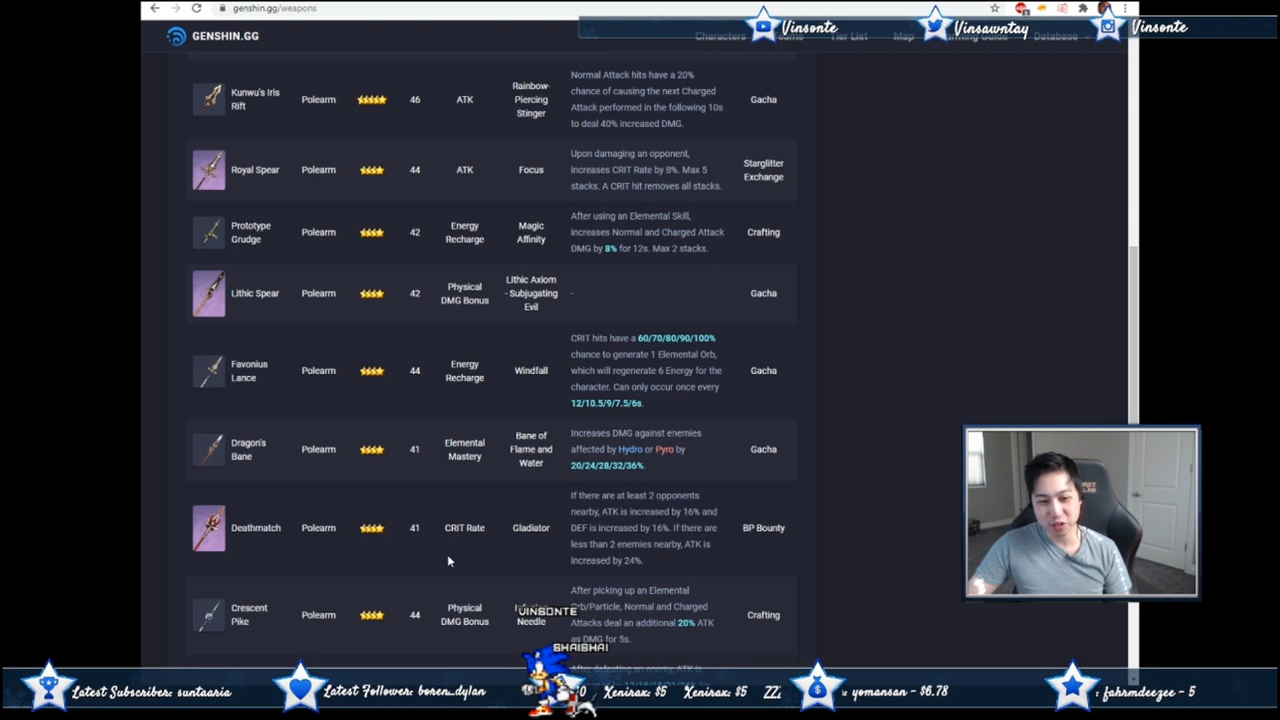 genshin.gg/weapons
Vinsonte
Vinsawntay
Vinsonte
GENSHIN.GG
Characters
Tier List
Map
Database
Kunwu's Iris
Rift
Polearm
46
ATK
Rainbow-
Piercing
Stinger
Normal Attack hits have a 20%
chance of causing the next Charged
Attack performed in the following 10s
to deal 40% increased DMG.
Gacha
Royal Spear
Polearm
44
ATK
Focus
Upon damaging an opponent,
increases CRIT Rate by 8%. Max 5
stacks. A CRIT hit removes all stacks.
Starglitter
Exchange
Prototype
Grudge
Polearm
42
Energy
Recharge
Magic
Affinity
After using an Elemental Skill,
increases Normal and Charged Attack
DMG by 8% for 12s. Max 2 stacks.
Crafting
Lithic Spear
Polearm
42
Physical
DMG Bonus
Lithic Axiom
- Subjugating
Evil
-
Gacha
Favonius
Lance
Polearm
44
Energy
Recharge
Windfall
CRIT hits have a 60/70/80/90/100%
chance to generate 1 Elemental Orb,
which will regenerate 6 Energy for the
character. Can only occur once every
12/10.5/9/7.5/6s.
Gacha
Dragon's
Bane
Polearm
41
Elemental
Mastery
Bane of
Flame and
Water
Increases DMG against enemies
affected by Hydro or Pyro by
20/24/28/32/36%.
Gacha
Deathmatch
Polearm
41
CRIT Rate
Gladiator
If there are at least 2 opponents
nearby, ATK is increased by 16% and
DEF is increased by 16%. If there are
less than 2 enemies nearby, ATK is
increased by 24%.
BP Bounty
Crescent
Pike
Polearm
44
Physical
DMG Bonus
Needle
After picking up an Elemental
Orb/Particle, Normal and Charged
Attacks deal an additional 20% ATK
as DMG for 5s.
Crafting
VINSONTE
SHAISHAI
After defeating an enemy, ATK is
Latest Subscriber: suntaaria
Latest Follower: boren_dylan
Xenirax: $5 Xenirax: $5
yomansan - $6.78
: fahrmdeezee - 5